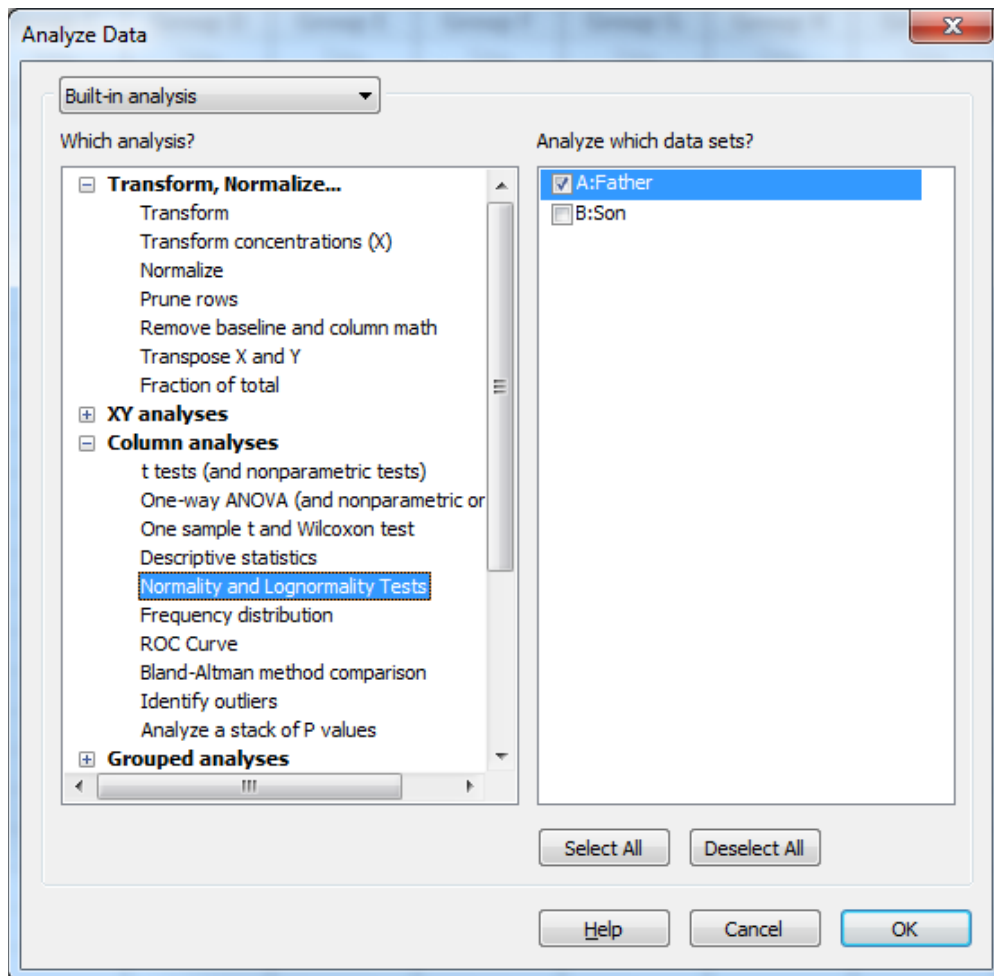 Analyze Data
Built-in analysis
Which analysis?
Transform, Normalize...
Transform
Transform concentrations (X)
Normalize
Prune rows
Remove baseline and column math
Transpose X and Y
Fraction of total
XY analyses
Column analyses
t tests (and nonparametric tests)
One-way ANOVA (and nonparametric or
One sample t and Wilcoxon test
Descriptive statistics
Normality and Lognormality Tests
Frequency distribution
ROC Curve
Bland-Altman method comparison
Identify outliers
Analyze a stack of P values
Grouped analyses
Analyze which data sets?
A:Father
B:Son
Select All
Deselect All
Help
Cancel
OK